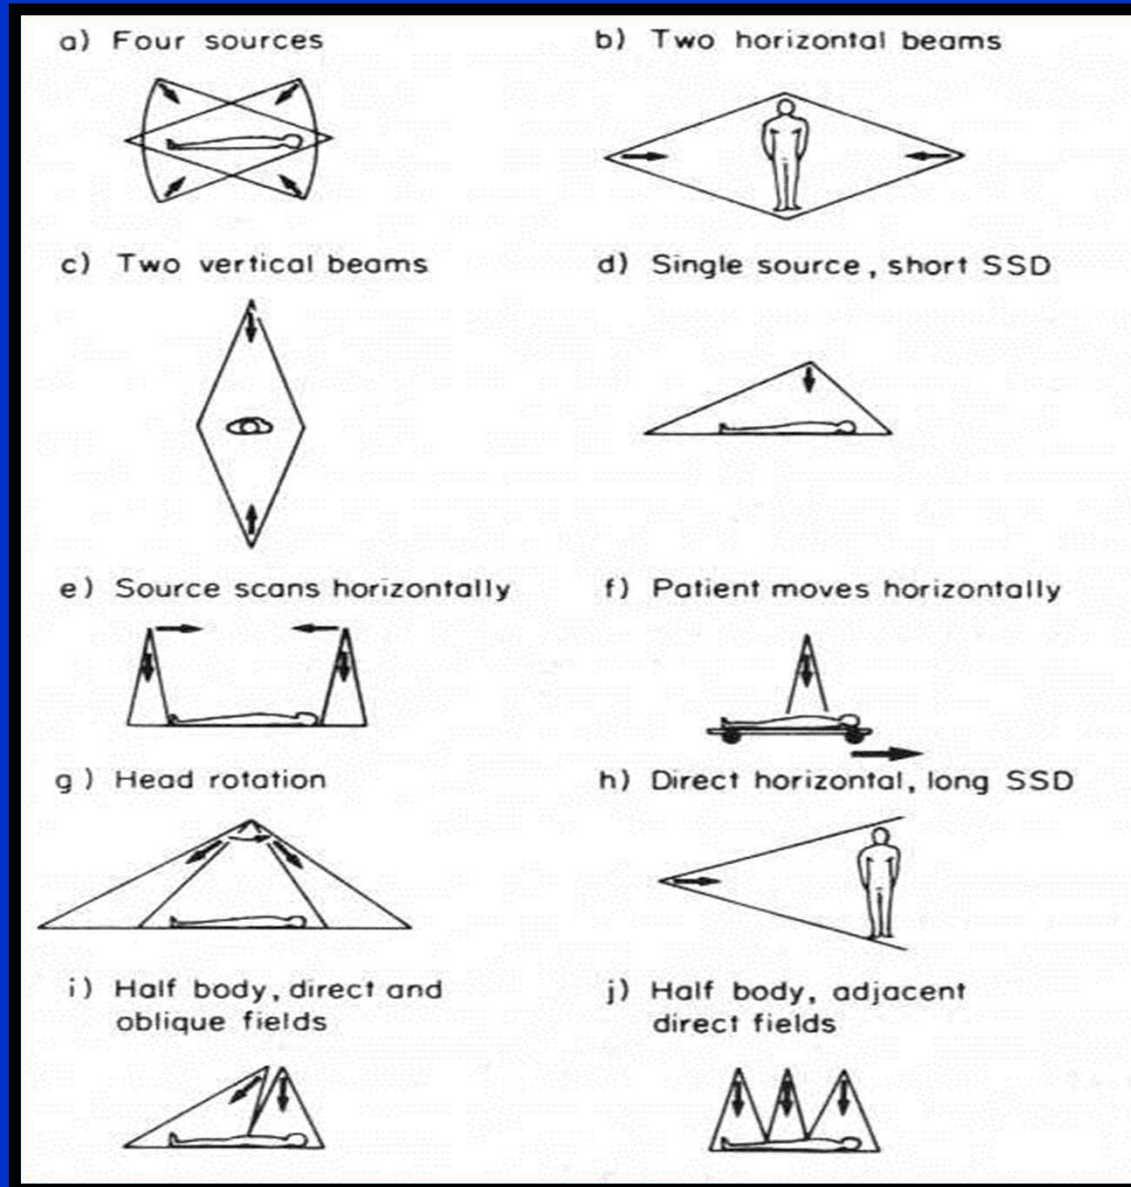 a) Four sources
b) Two horizontal beams
c) Two vertical beams
d) Single source, short SSD
e) Source scans horizontally
f) Patient moves horizontally
g) Head rotation
h) Direct horizontal, long SSD
i) Half body, direct and
oblique fields
j) Half body, adjacent
direct fields